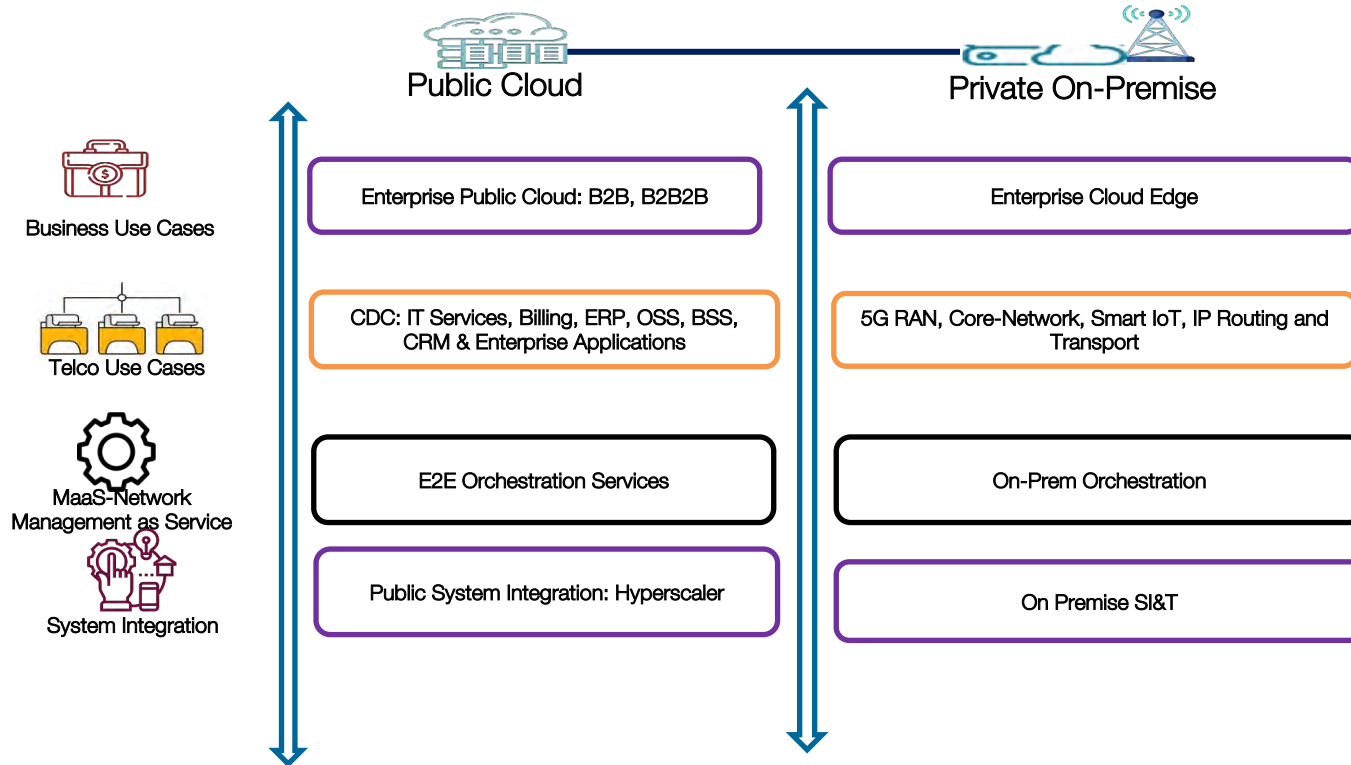 Public Cloud
Private On-Premise
$
Business Use Cases
Enterprise Public Cloud: B2B, B2B2B
Enterprise Cloud Edge
Telco Use Cases
CDC: IT Services, Billing, ERP, OSS, BSS,
CRM & Enterprise Applications
5G RAN, Core-Network, Smart IoT, IP Routing and
Transport
MaaS-Network
Management as Service
E2E Orchestration Services
On-Prem Orchestration
System Integration
Public System Integration: Hyperscaler
On Premise SI&T